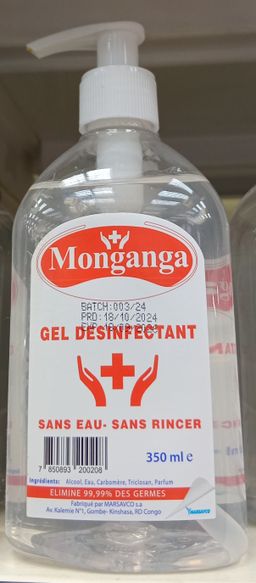 Monganga
BATCH:003/24
PRD:18/10/2024
GEL DESINFECTANT
SANS EAU- SANS RINCER
350 ml e
7 850893 200208
Ingrédients: Alcool, Eau, Carbomère, Triclosan, Parfum
ELIMINE 99,99% DES GERMES
Fabriqué par MARSAVCO s.a
Av. Kalemie N°1, Gombe- Kinshasa, RD Congo
MARSAVCO